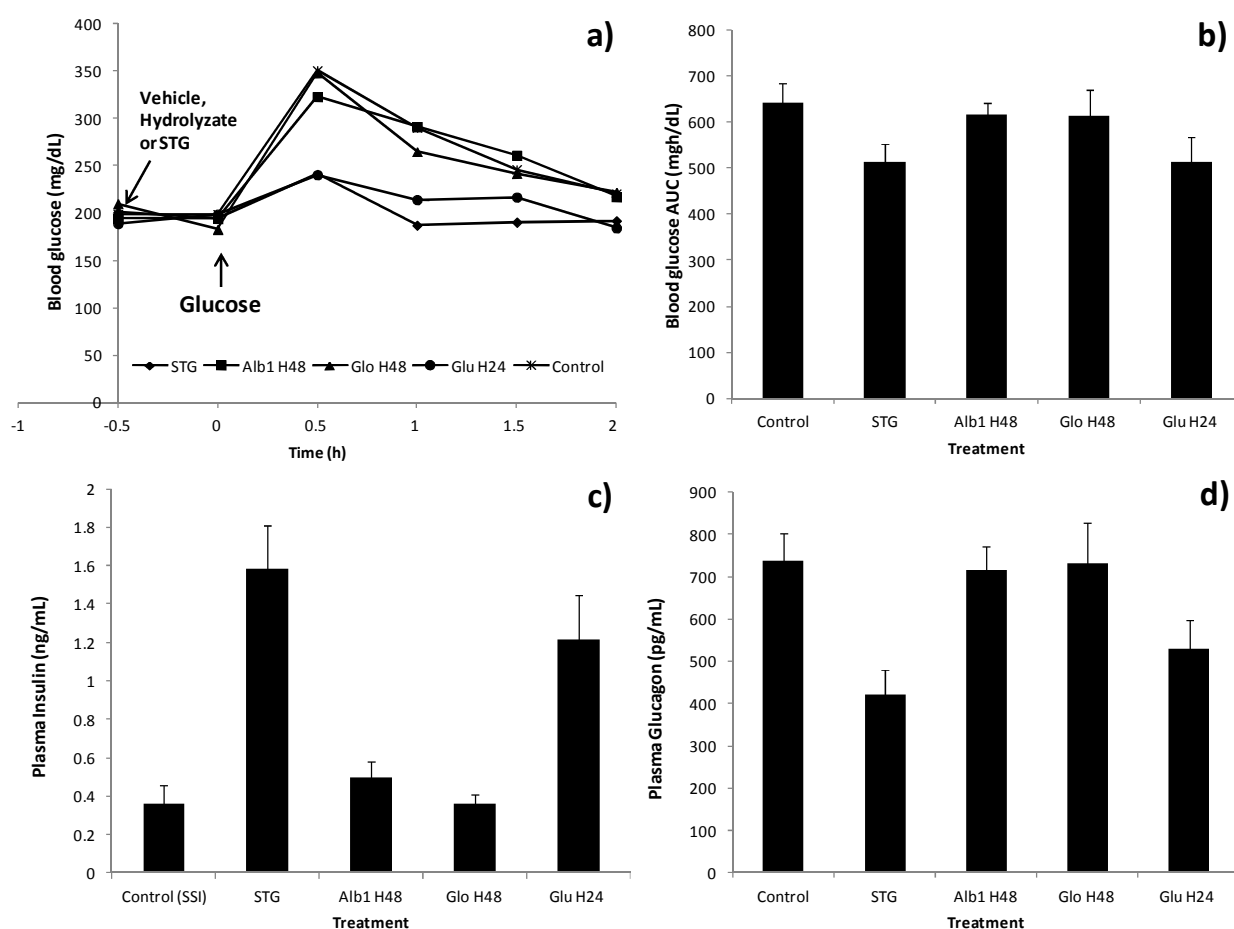 a)
400
350
300
250
200
150
100
50
0
Blood glucose (mg/dL)
Vehicle,
Hydrolyzate
or STG
Glucose
STG Alb1 H48 Glo H48 Glu H24 Control
-1 -0.5 0 0.5 1 1.5 2
Time (h)
b)
800
700
600
500
400
300
200
100
0
Blood glucose AUC (mgh/dL)
Control STG Alb1 H48 Glo H48 Glu H24
Treatment
c)
2
1.8
1.6
1.4
1.2
1
0.8
0.6
0.4
0.2
0
Plasma Insulin (ng/mL)
Control (SSI) STG Alb1 H48 Glo H48 Glu H24
Treatment
d)
900
800
700
600
500
400
300
200
100
0
Plasma Glucagon (pg/mL)
Control STG Alb1 H48 Glo H48 Glu H24
Treatment